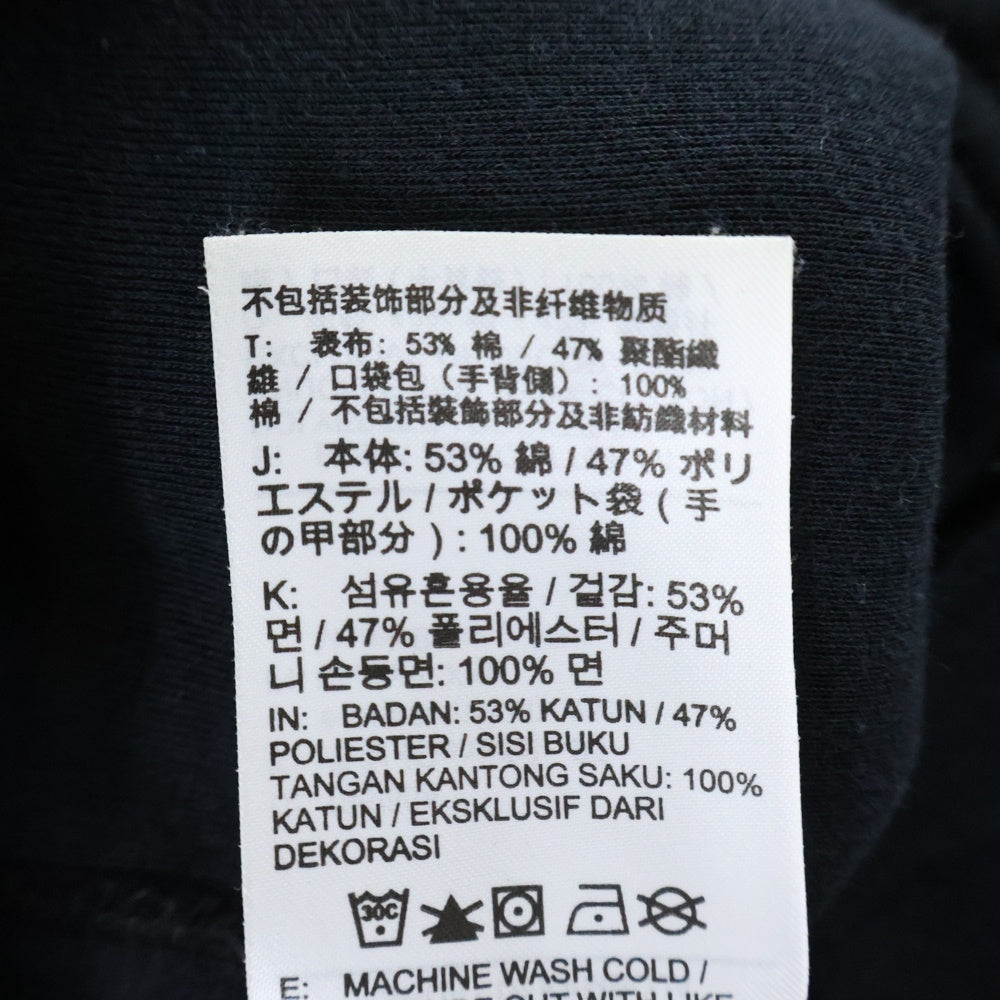 不包括装饰部分及非纤维物质
T: 表布: 53% 棉 / 47% 聚酯纖
維 / 口袋包（手背側）: 100%
棉 / 不包括裝飾部分及非紡織材料
J: 本体: 53% 綿 / 47% ポリ
エステル / ポケット袋 ( 手
の甲部分 ) : 100% 綿
K: 섬유혼용율 / 겉감: 53%
면 / 47% 폴리에스터 / 주머
니 손등면: 100% 면
IN: BADAN: 53% KATUN / 47%
POLIESTER / SISI BUKU
TANGAN KANTONG SAKU: 100%
KATUN / EKSKLUSIF DARI
DEKORASI
30C
E: MACHINE WASH COLD /
OUT WITH LIKE